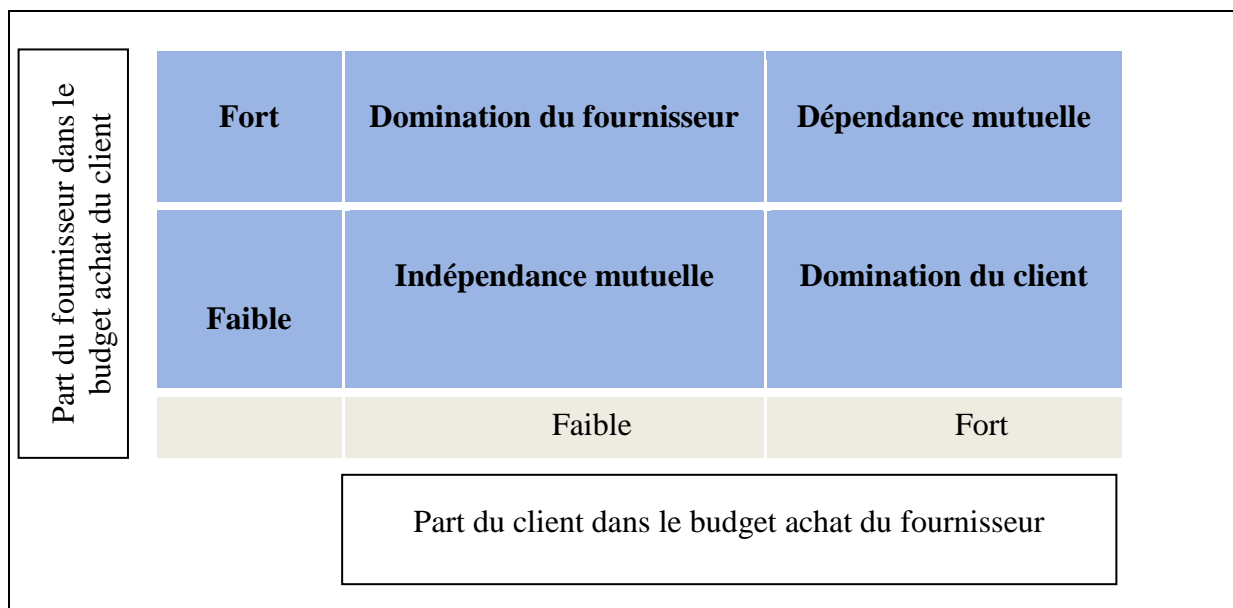 Part du fournisseur dans le
budget achat du client
Fort
Domination du fournisseur
Dépendance mutuelle
Faible
Indépendance mutuelle
Domination du client
Faible
Fort
Part du client dans le budget achat du fournisseur